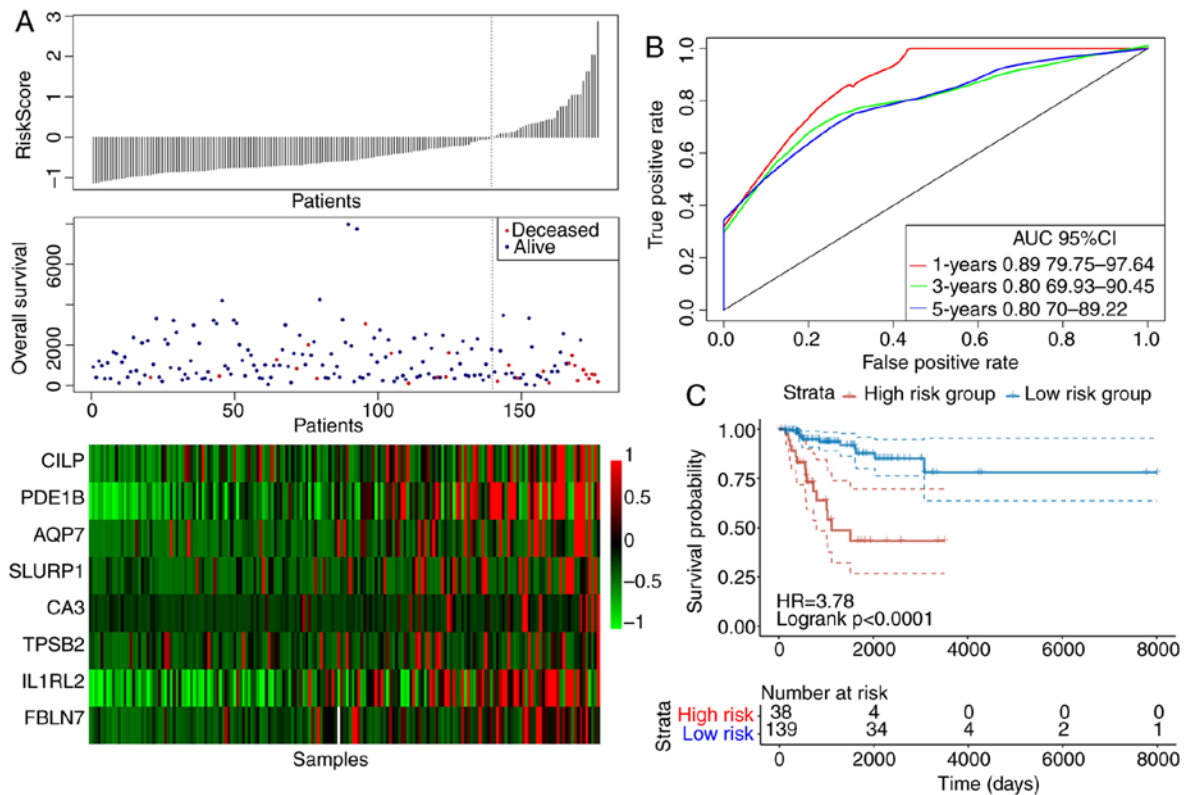 A
3
2
1
0
−1
RiskScore
Patients
Deceased
Alive
6000
2000
0
Overall survival
0 50 100 150
Patients
CILP
PDE1B
AQP7
SLURP1
CA3
TPSB2
IL1RL2
FBLN7
Samples
1
0.5
0
−0.5
−1
B
1.0
0.8
0.6
0.4
0.2
0.0
True positive rate
AUC 95%CI
1-years 0.89 79.75–97.64
3-years 0.80 69.93–90.45
5-years 0.80 70–89.22
0.0 0.2 0.4 0.6 0.8 1.0
False positive rate
C
Strata High risk group Low risk group
1.00
0.75
0.50
0.25
0.00
Survival probability
HR=3.78
Logrank p<0.0001
0 2000 4000 6000 8000
Number at risk
Strata
High risk 38 4 0 0 0
Low risk 139 34 4 2 1
0 2000 4000 6000 8000
Time (days)